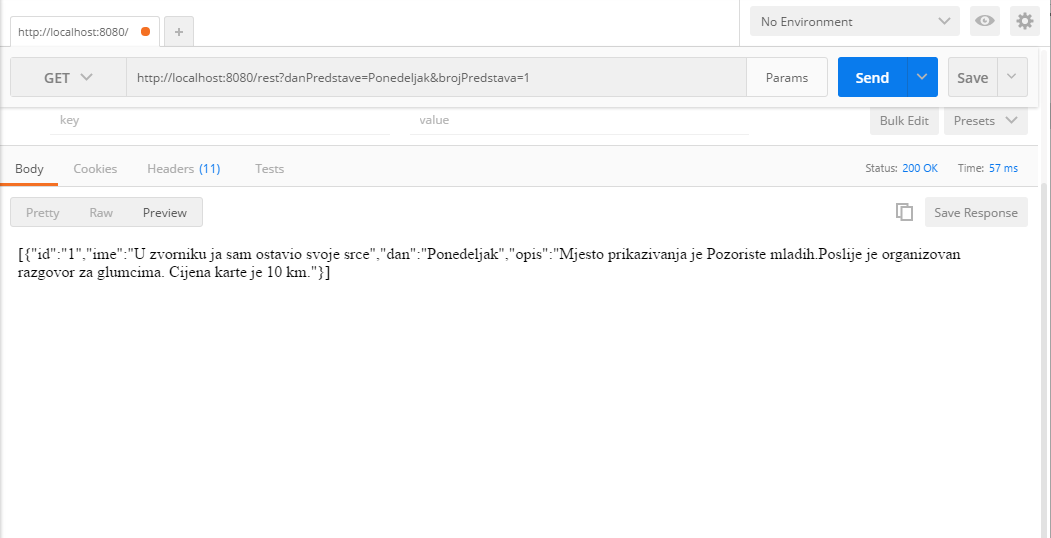 No Environment
http://localhost:8080/
+
GET
http://localhost:8080/rest?danPredstave=Ponedeljak&brojPredstava=1
Params
Send
Save
key
value
Bulk Edit
Presets
Body
Cookies
Headers (11)
Tests
Status: 200 OK
Time: 57 ms
Pretty
Raw
Preview
Save Response
[{"id":"1","ime":"U zvorniku ja sam ostavio svoje srce","dan":"Ponedeljak","opis":"Mjesto prikazivanja je Pozoriste mladih.Poslije je organizovan
razgovor za glumcima. Cijena karte je 10 km."}]